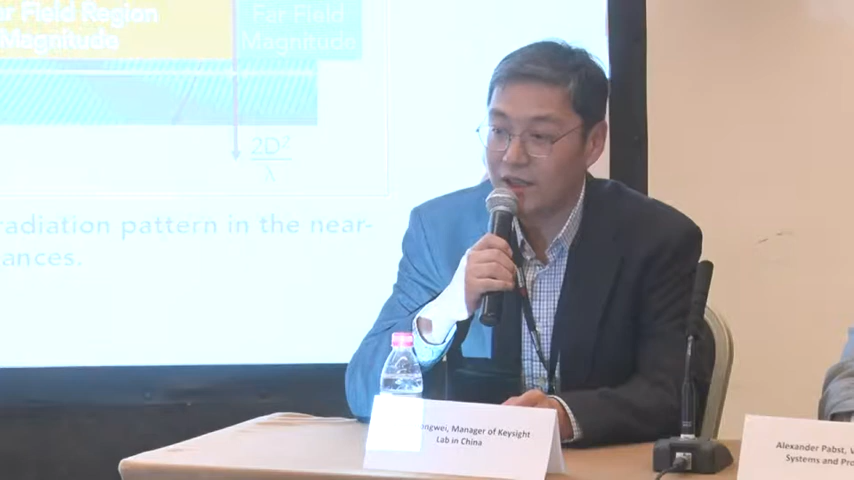 Far Field Region
Magnitude
Far Field
Magnitude
2D²
λ
radiation pattern in the near-
ances.
ongwei, Manager of Keysight
Lab in China
Alexander Pabst, V
Systems and Pro